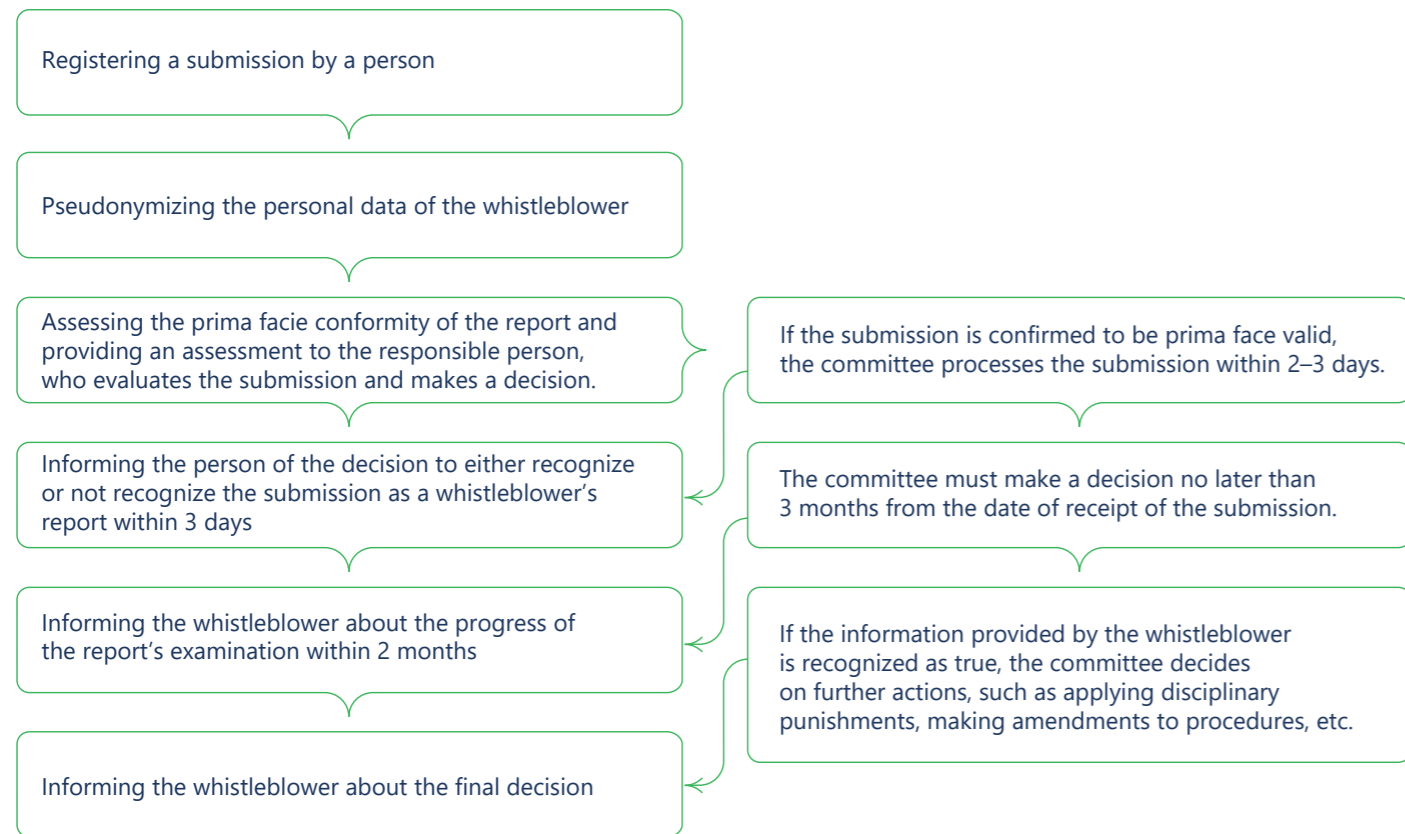 Registering a submission by a person
Pseudonymizing the personal data of the whistleblower
Assessing the prima facie conformity of the report and
providing an assessment to the responsible person,
who evaluates the submission and makes a decision.
If the submission is confirmed to be prima face valid,
the committee processes the submission within 2–3 days.
Informing the person of the decision to either recognize
or not recognize the submission as a whistleblower’s
report within 3 days
The committee must make a decision no later than
3 months from the date of receipt of the submission.
Informing the whistleblower about the progress of
the report’s examination within 2 months
If the information provided by the whistleblower
is recognized as true, the committee decides
on further actions, such as applying disciplinary
punishments, making amendments to procedures, etc.
Informing the whistleblower about the final decision